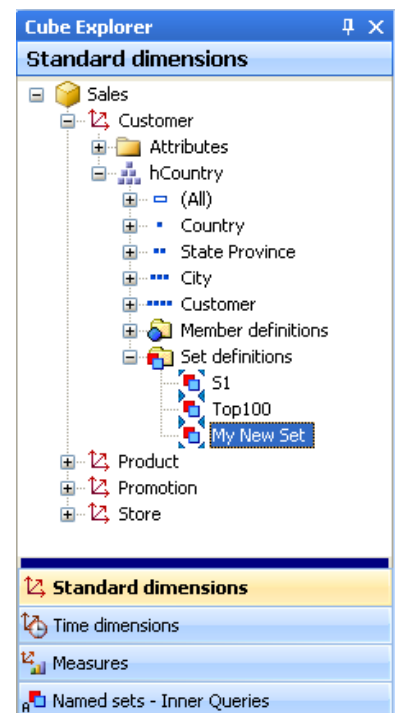 Cube Explorer
Standard dimensions
Sales
Customer
Attributes
hCountry
(All)
Country
State Province
City
Customer
Member definitions
Set definitions
S1
Top100
My New Set
Product
Promotion
Store
Standard dimensions
Time dimensions
Measures
Named sets - Inner Queries